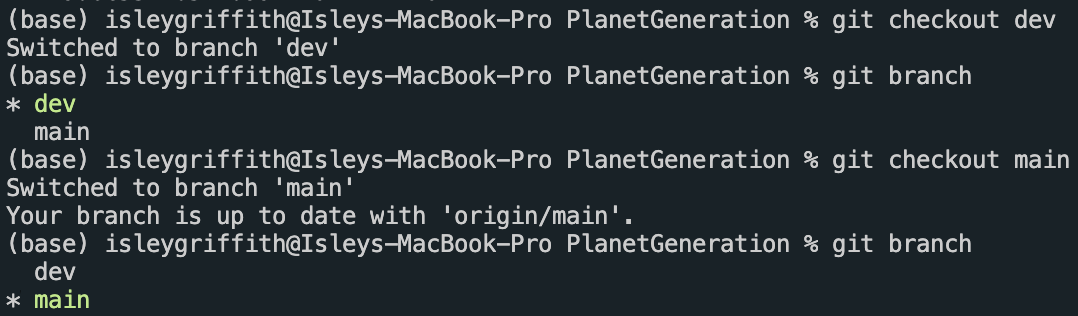 (base) isleygriffith@Isleys-MacBook-Pro PlanetGeneration % git checkout dev
Switched to branch 'dev'
(base) isleygriffith@Isleys-MacBook-Pro PlanetGeneration % git branch
* dev
  main
(base) isleygriffith@Isleys-MacBook-Pro PlanetGeneration % git checkout main
Switched to branch 'main'
Your branch is up to date with 'origin/main'.
(base) isleygriffith@Isleys-MacBook-Pro PlanetGeneration % git branch
  dev
* main